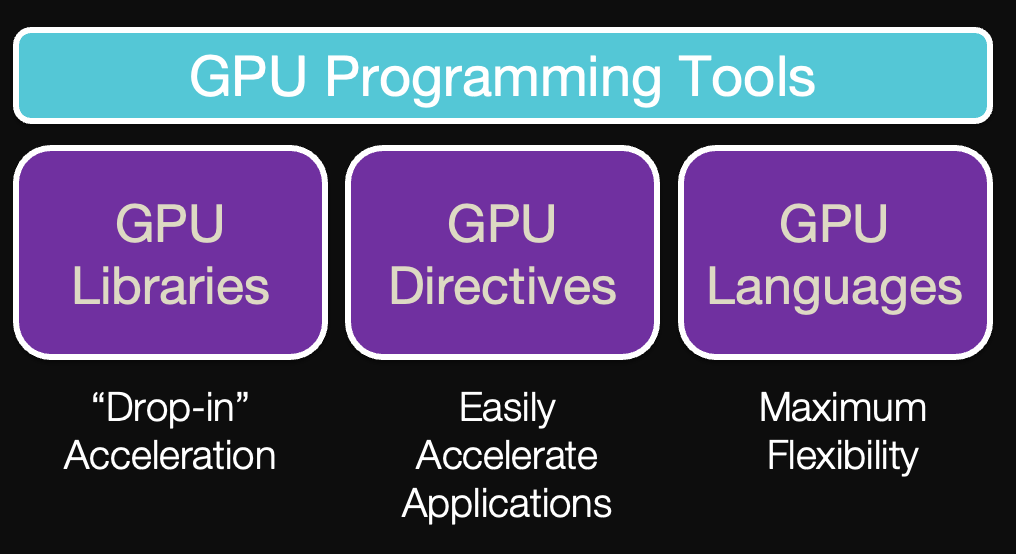 GPU Programming Tools
GPU
Libraries
GPU
Directives
GPU
Languages
“Drop-in”
Acceleration
Easily
Accelerate
Applications
Maximum
Flexibility